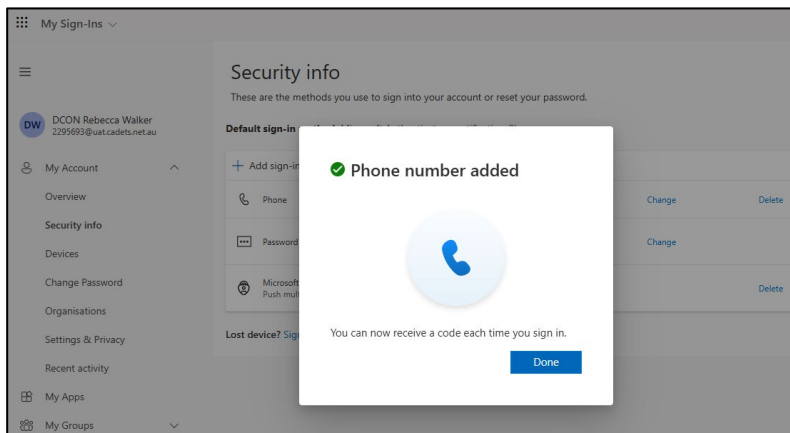 My Sign-Ins
Security info
These are the methods you use to sign into your account or reset your password.
DW
DCON Rebecca Walker
2295693@uat.cadets.net.au
Default sign-in
My Account
Add sign-in
Phone number added
Overview
Phone
Change
Delete
Security info
Password
Change
Devices
Change Password
Microsoft
Push mul
Delete
Organisations
You can now receive a code each time you sign in.
Settings & Privacy
Lost device? Sig
Done
Recent activity
My Apps
My Groups